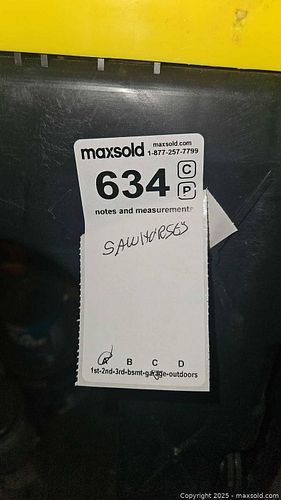 maxsold
maxsold.com
1-877-257-7799
634
C
P
notes and measurements
SAWHORSES
A B C D
1st-2nd-3rd-bsmt-garage-outdoors
Copyright 2025 - maxsold.com